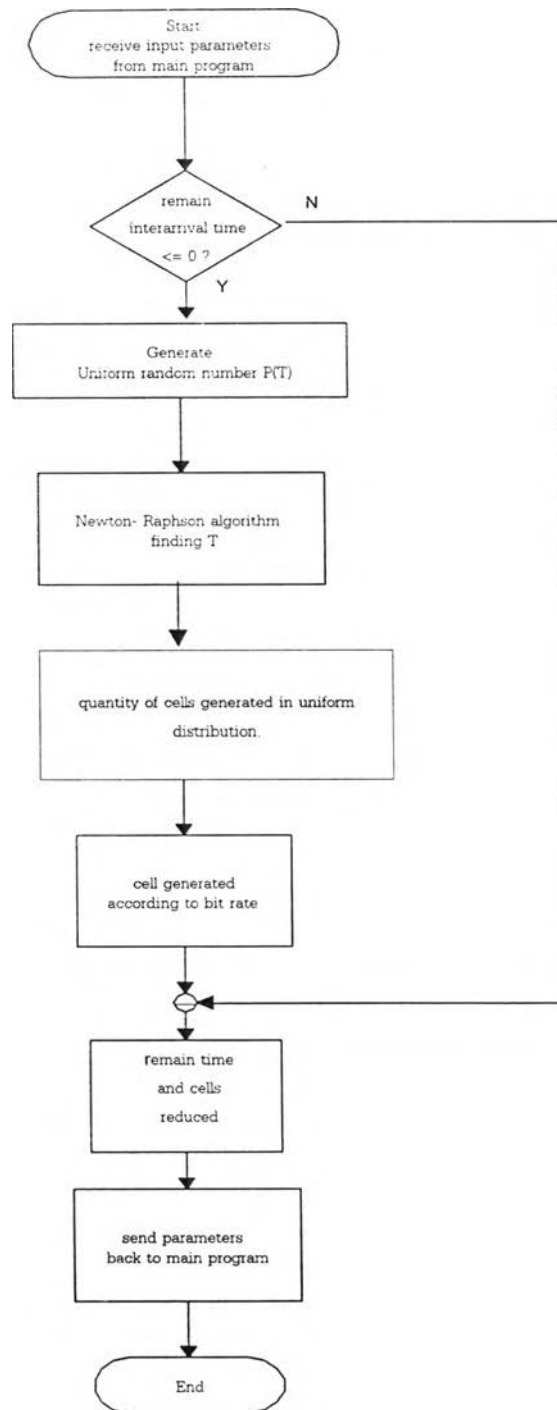 Start
receive input parameters
from main program
remain
interarrival time
<= 0 ?
N
Y
Generate
Uniform random number P(T)
Newton- Raphson algorithm
finding T
quantity of cells generated in uniform
distribution.
cell generated
according to bit rate
remain time
and cells
reduced
send parameters
back to main program
End